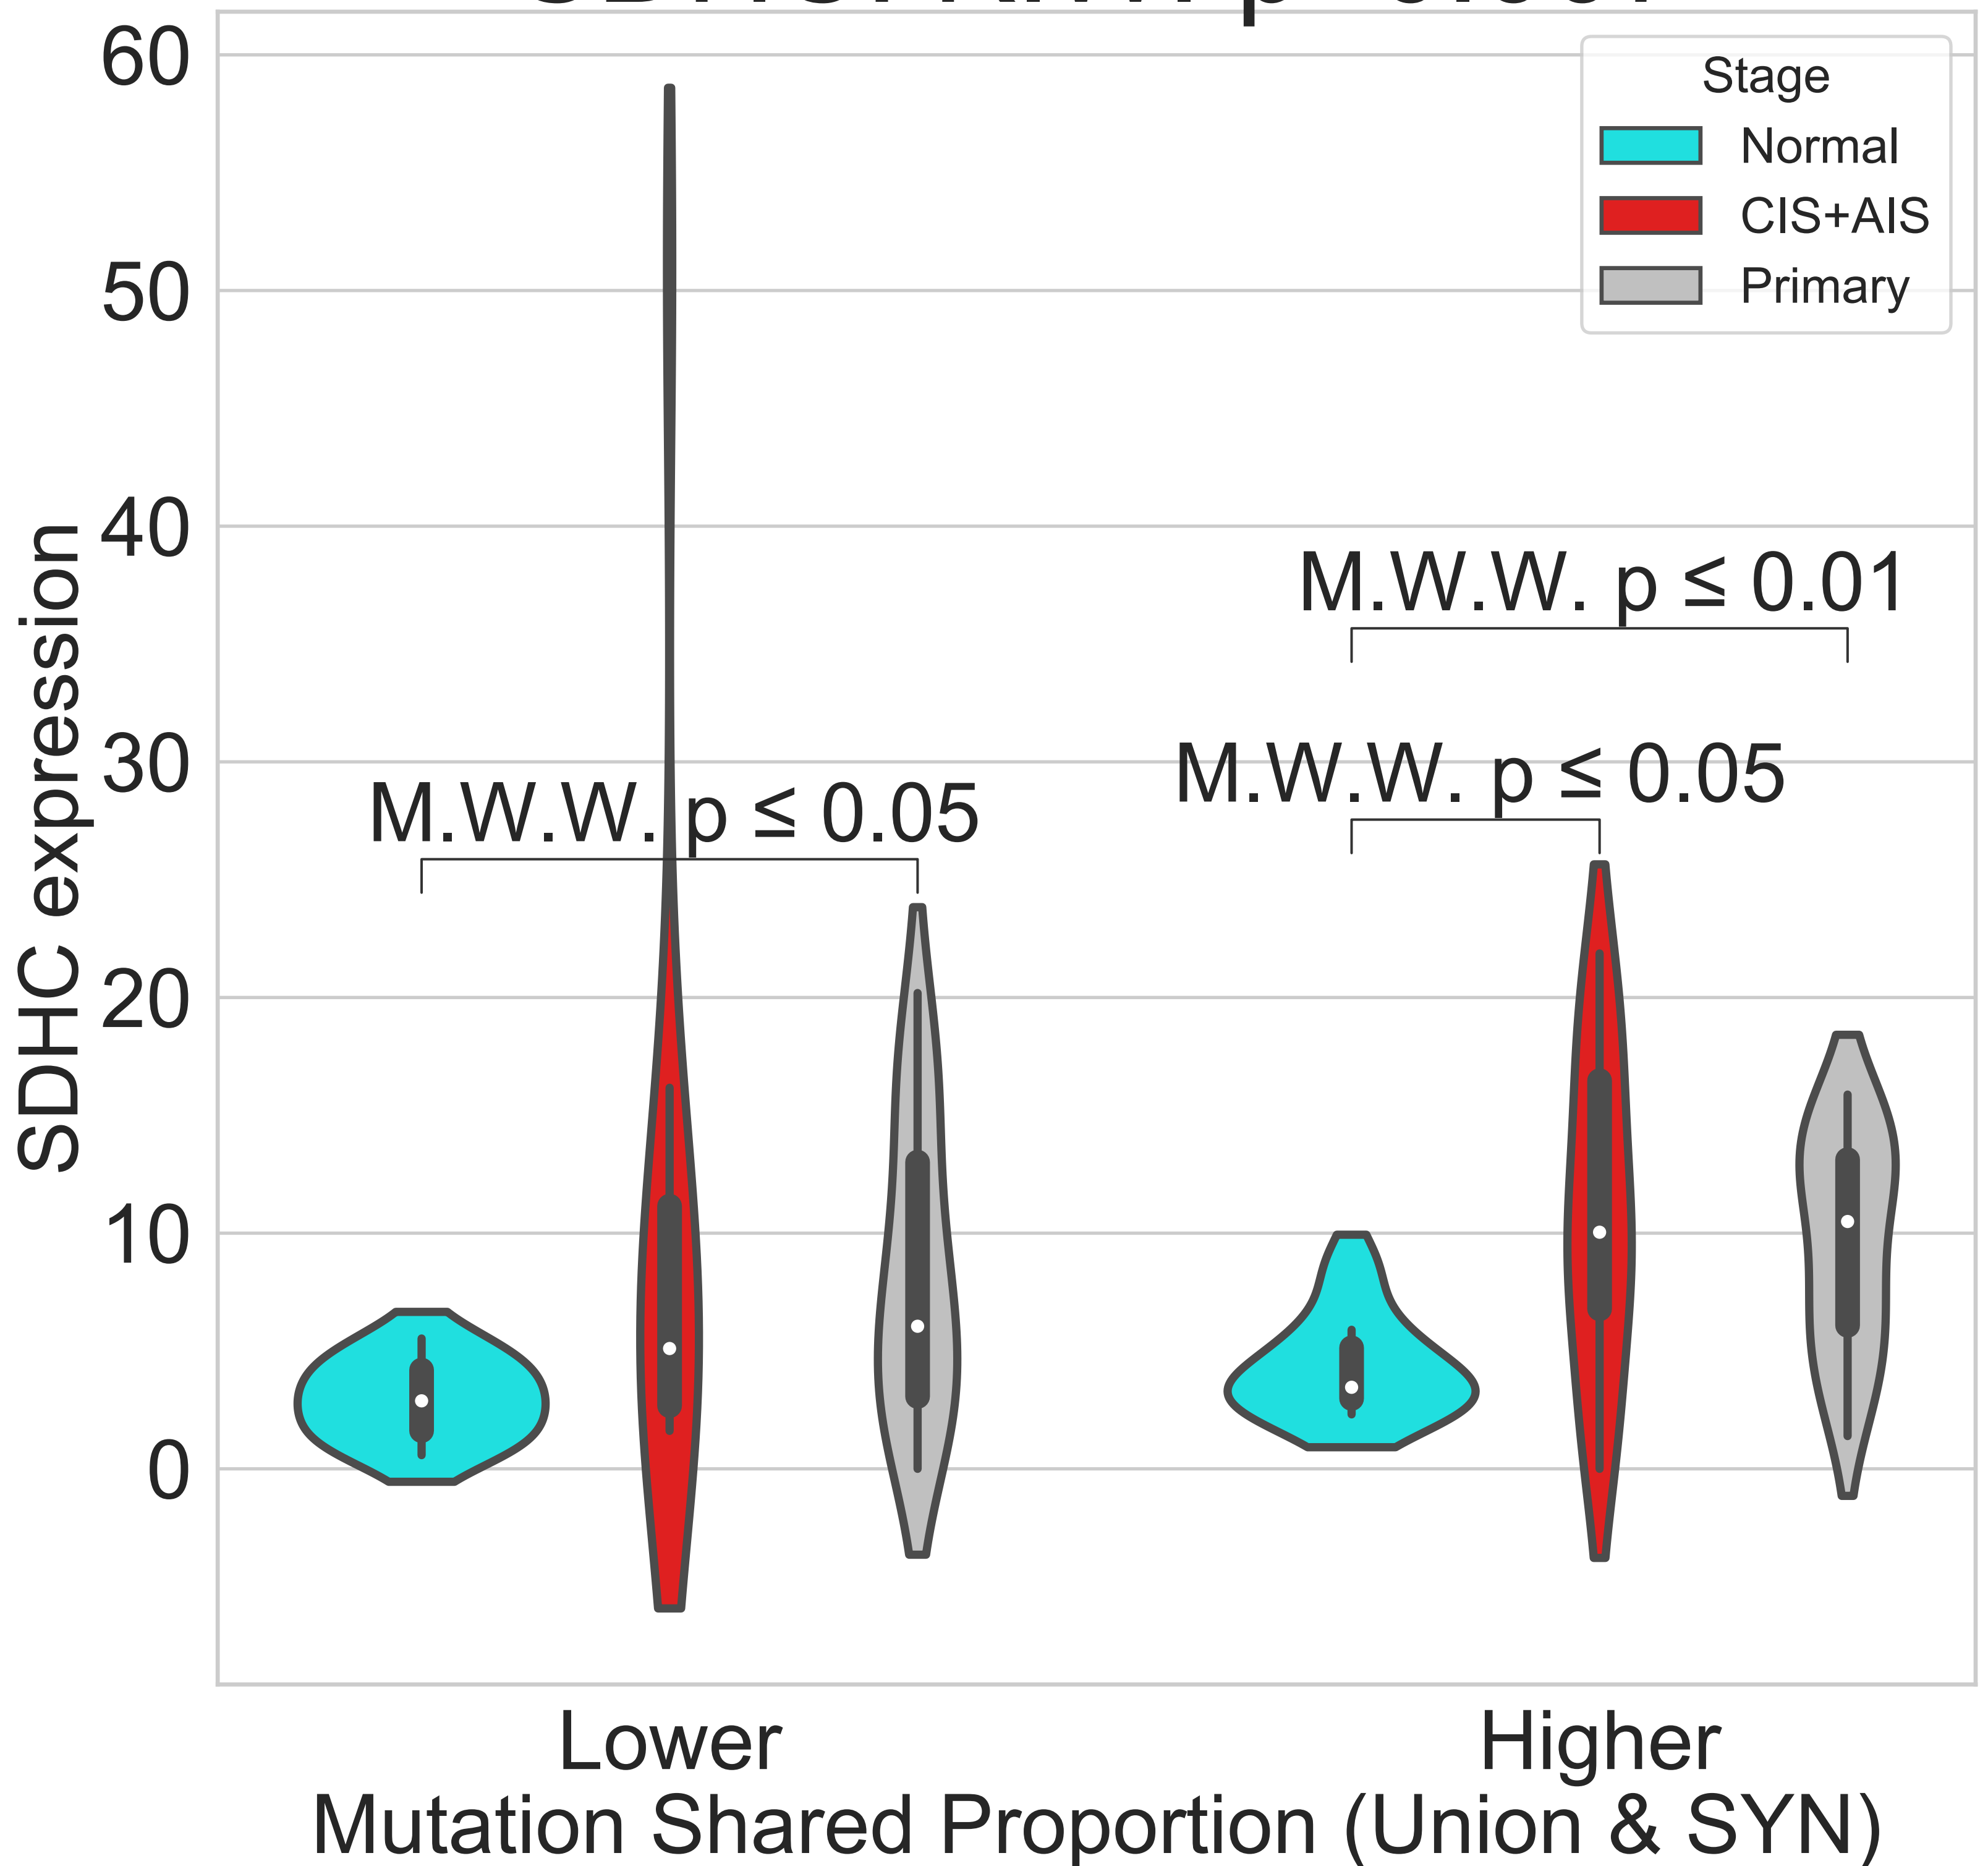 60
50
40
30
20
10
0
SDHC expression
Stage
Normal
CIS+AIS
Primary
M.W.W. p ≤ 0.01
M.W.W. p ≤ 0.05
M.W.W. p ≤ 0.05
Lower
Higher
Mutation Shared Proportion (Union & SYN)